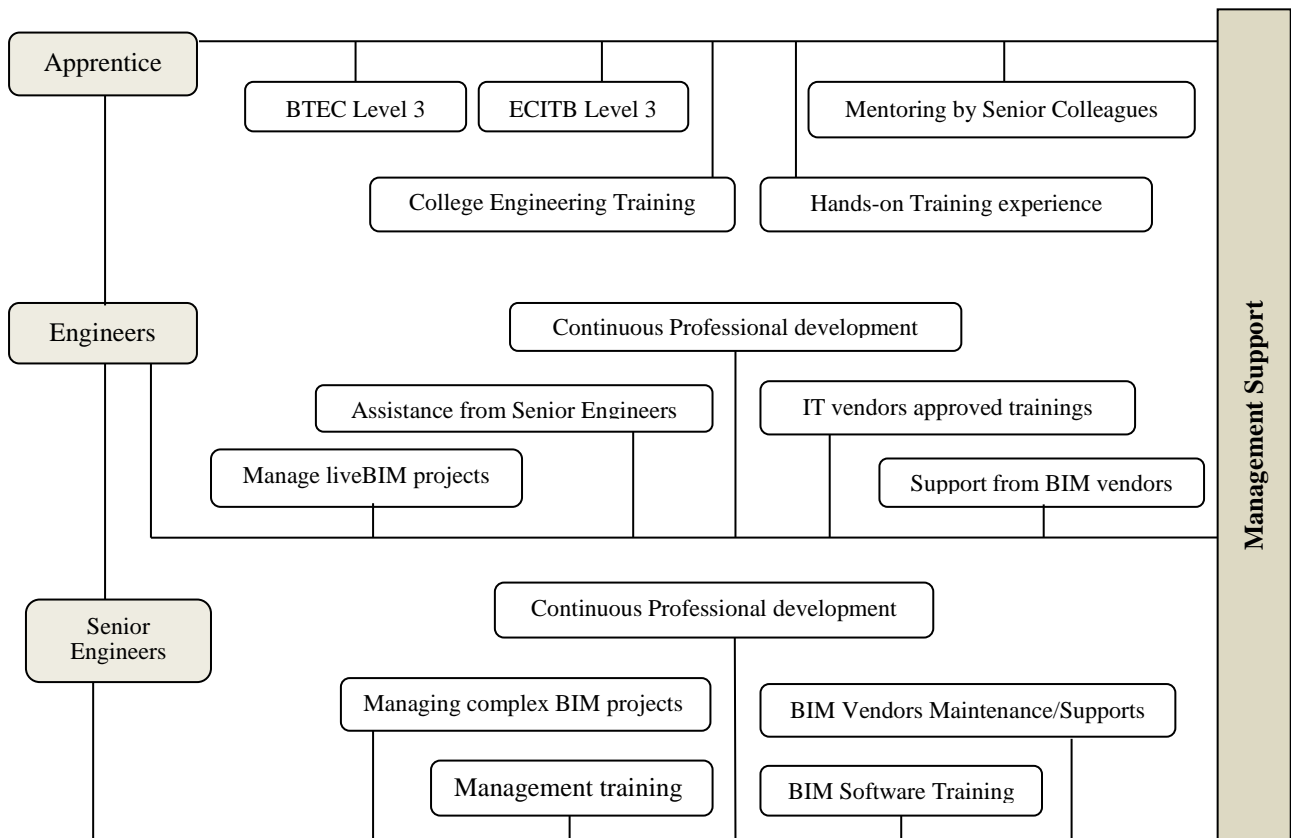 Apprentice
BTEC Level 3
ECITB Level 3
Mentoring by Senior Colleagues
College Engineering Training
Hands-on Training experience
Engineers
Continuous Professional development
Assistance from Senior Engineers
IT vendors approved trainings
Manage liveBIM projects
Support from BIM vendors
Senior
Engineers
Continuous Professional development
Managing complex BIM projects
BIM Vendors Maintenance/Supports
Management training
BIM Software Training
Management Support